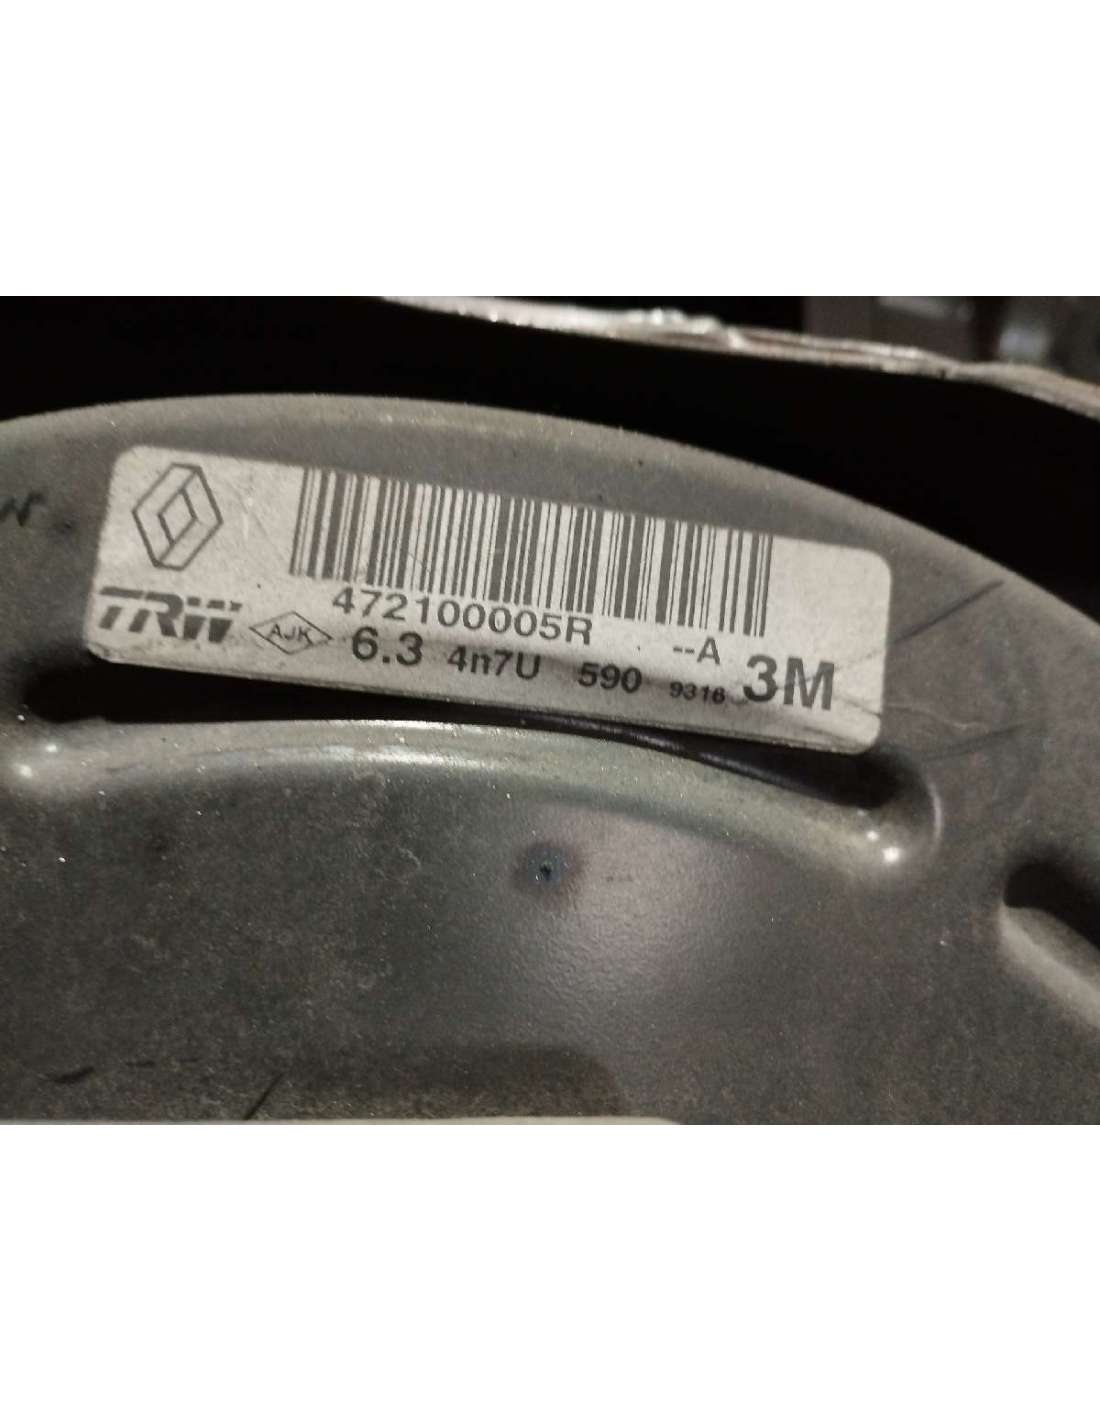 472100005R --A
TRW AJK 6.3 4n7U 590 9316 3M